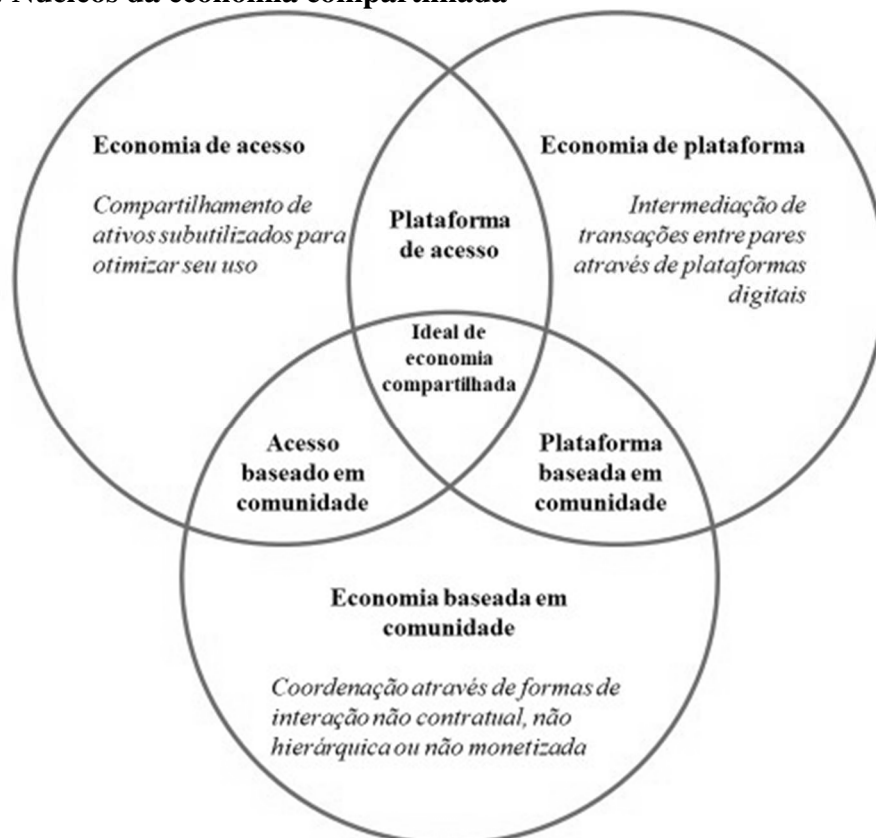 Núcleos da economia compartilhada
Economia de acesso
Compartilhamento de
ativos subutilizados para
otimizar seu uso
Plataforma
de acesso
Economia de plataforma
Intermediação de
transações entre pares
através de plataformas
digitais
Ideal de
economia
compartilhada
Acesso
baseado em
comunidade
Plataforma
baseada em
comunidade
Economia baseada em
comunidade
Coordenação através de formas de
interação não contratual, não
hierárquica ou não monetizada